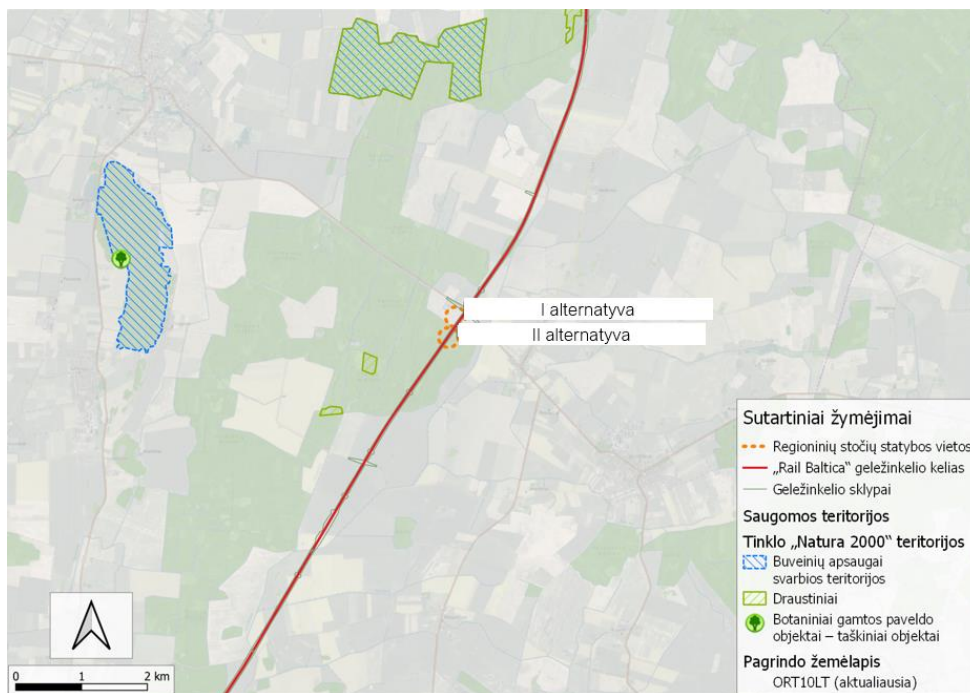 I alternatyva
II alternatyva
Sutartiniai žymėjimai
Regioninių stočių statybos vietos
„Rail Baltica“ geležinkelio kelias
Geležinkelio sklypai
Saugomos teritorijos
Tinklo „Natura 2000“ teritorijos
Buveinių apsaugai
svarbios teritorijos
Draustiniai
Botaniniai gamtos paveldo
objektai – taškiniai objektai
Pagrindo žemėlapis
ORT10LT (aktualiausia)
0 1 2 km